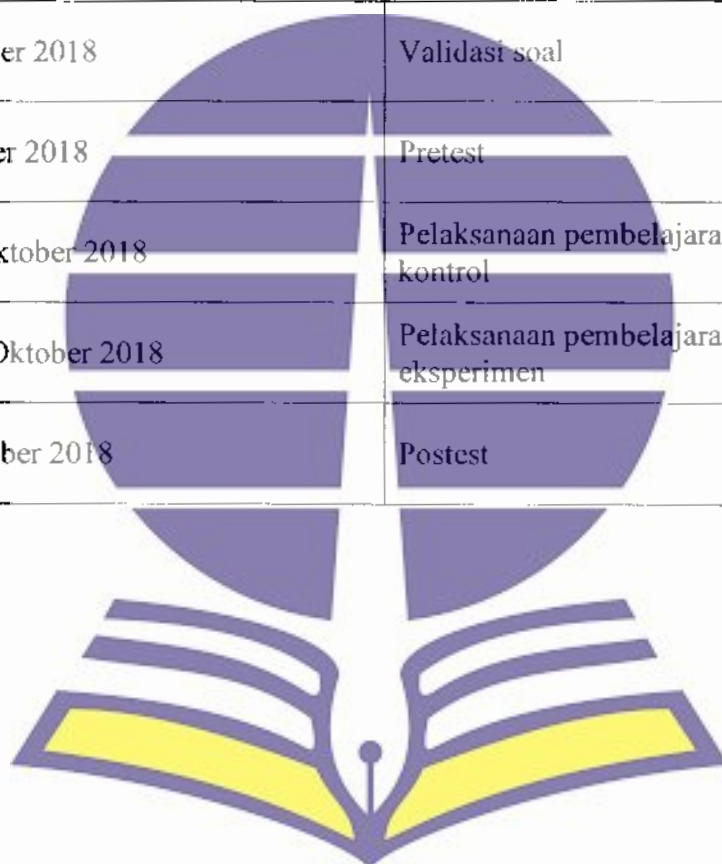 er 2018 Validasi soal
er 2018 Pretest
ktober 2018 Pelaksanaan pembelajara
kontrol
Oktober 2018 Pelaksanaan pembelajara
eksperimen
ber 2018 Postest